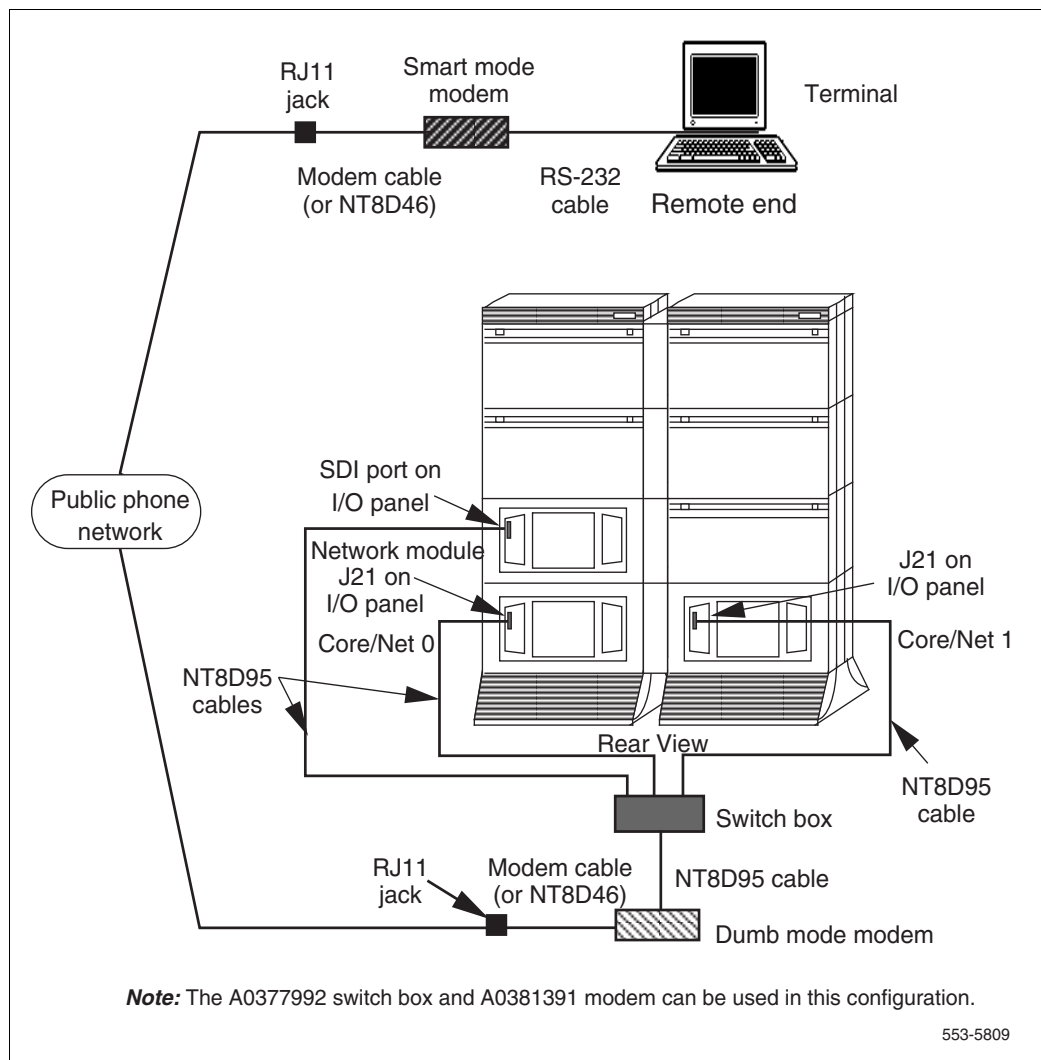 RJ11
jack
Smart mode
modem
Terminal
Modem cable
(or NT8D46)
RS-232
cable
Remote end
Public phone
network
SDI port on
I/O panel
Network module
J21 on
I/O panel
Core/Net 0
J21 on
I/O panel
Core/Net 1
NT8D95
cables
Rear View
NT8D95
cable
Switch box
RJ11
jack
Modem cable
(or NT8D46)
NT8D95 cable
Dumb mode modem
Note: The A0377992 switch box and A0381391 modem can be used in this configuration.
553-5809